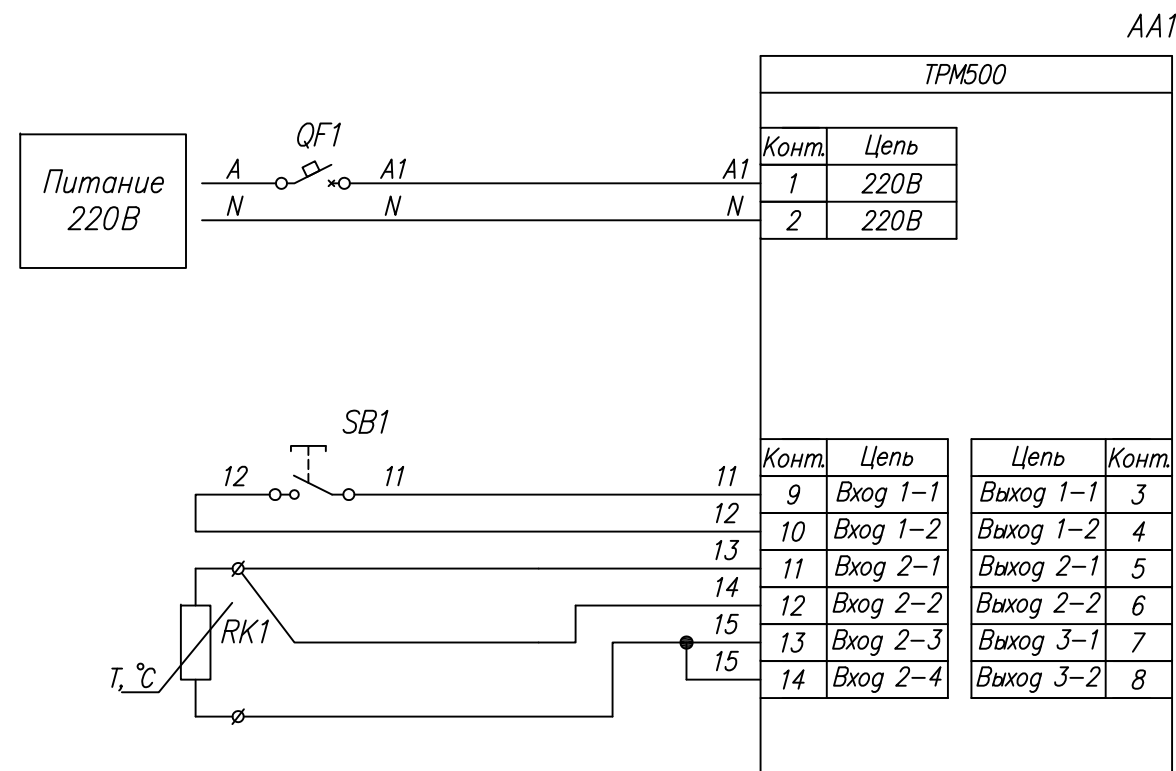 AA1
ТРМ500
Питание
220В
QF1
A
A1
A1
N
N
N
Конт. Цепь
1 220В
2 220В
SB1
12
11
11
12
13
14
15
15
RK1
T, °C
Конт. Цепь
9 Вход 1-1
10 Вход 1-2
11 Вход 2-1
12 Вход 2-2
13 Вход 2-3
14 Вход 2-4
Цепь Конт.
Выход 1-1 3
Выход 1-2 4
Выход 2-1 5
Выход 2-2 6
Выход 3-1 7
Выход 3-2 8